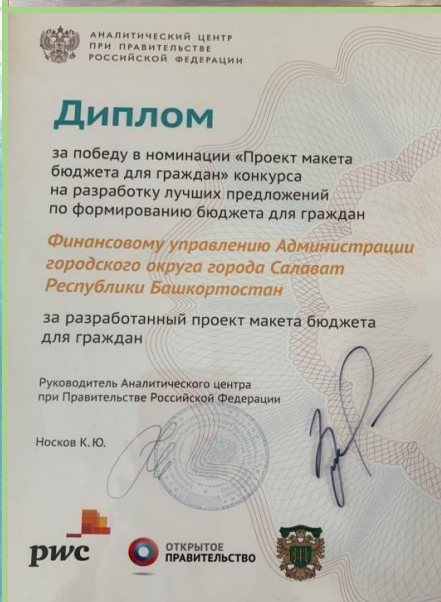 АНАЛИТИЧЕСКИЙ ЦЕНТР
ПРИ ПРАВИТЕЛЬСТВЕ
РОССИЙСКОЙ ФЕДЕРАЦИИ
Диплом
за победу в номинации «Проект макета
бюджета для граждан» конкурса
на разработку лучших предложений
по формированию бюджета для граждан
Финансовому управлению Администрации
городского округа города Салават
Республики Башкортостан
за разработанный проект макета бюджета
для граждан
Руководитель Аналитического центра
при Правительстве Российской Федерации
Носков К.Ю.
pwc
ОТКРЫТОЕ
ПРАВИТЕЛЬСТВО